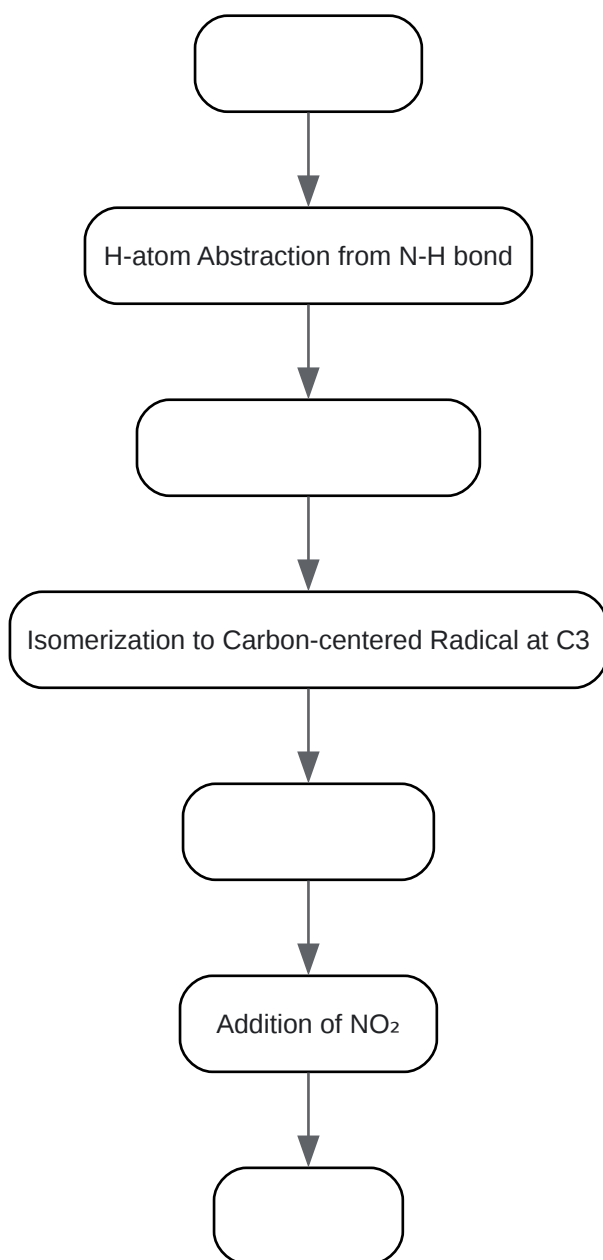 H-atom Abstraction from N-H bond
Isomerization to Carbon-centered Radical at C3
Addition of NO₂